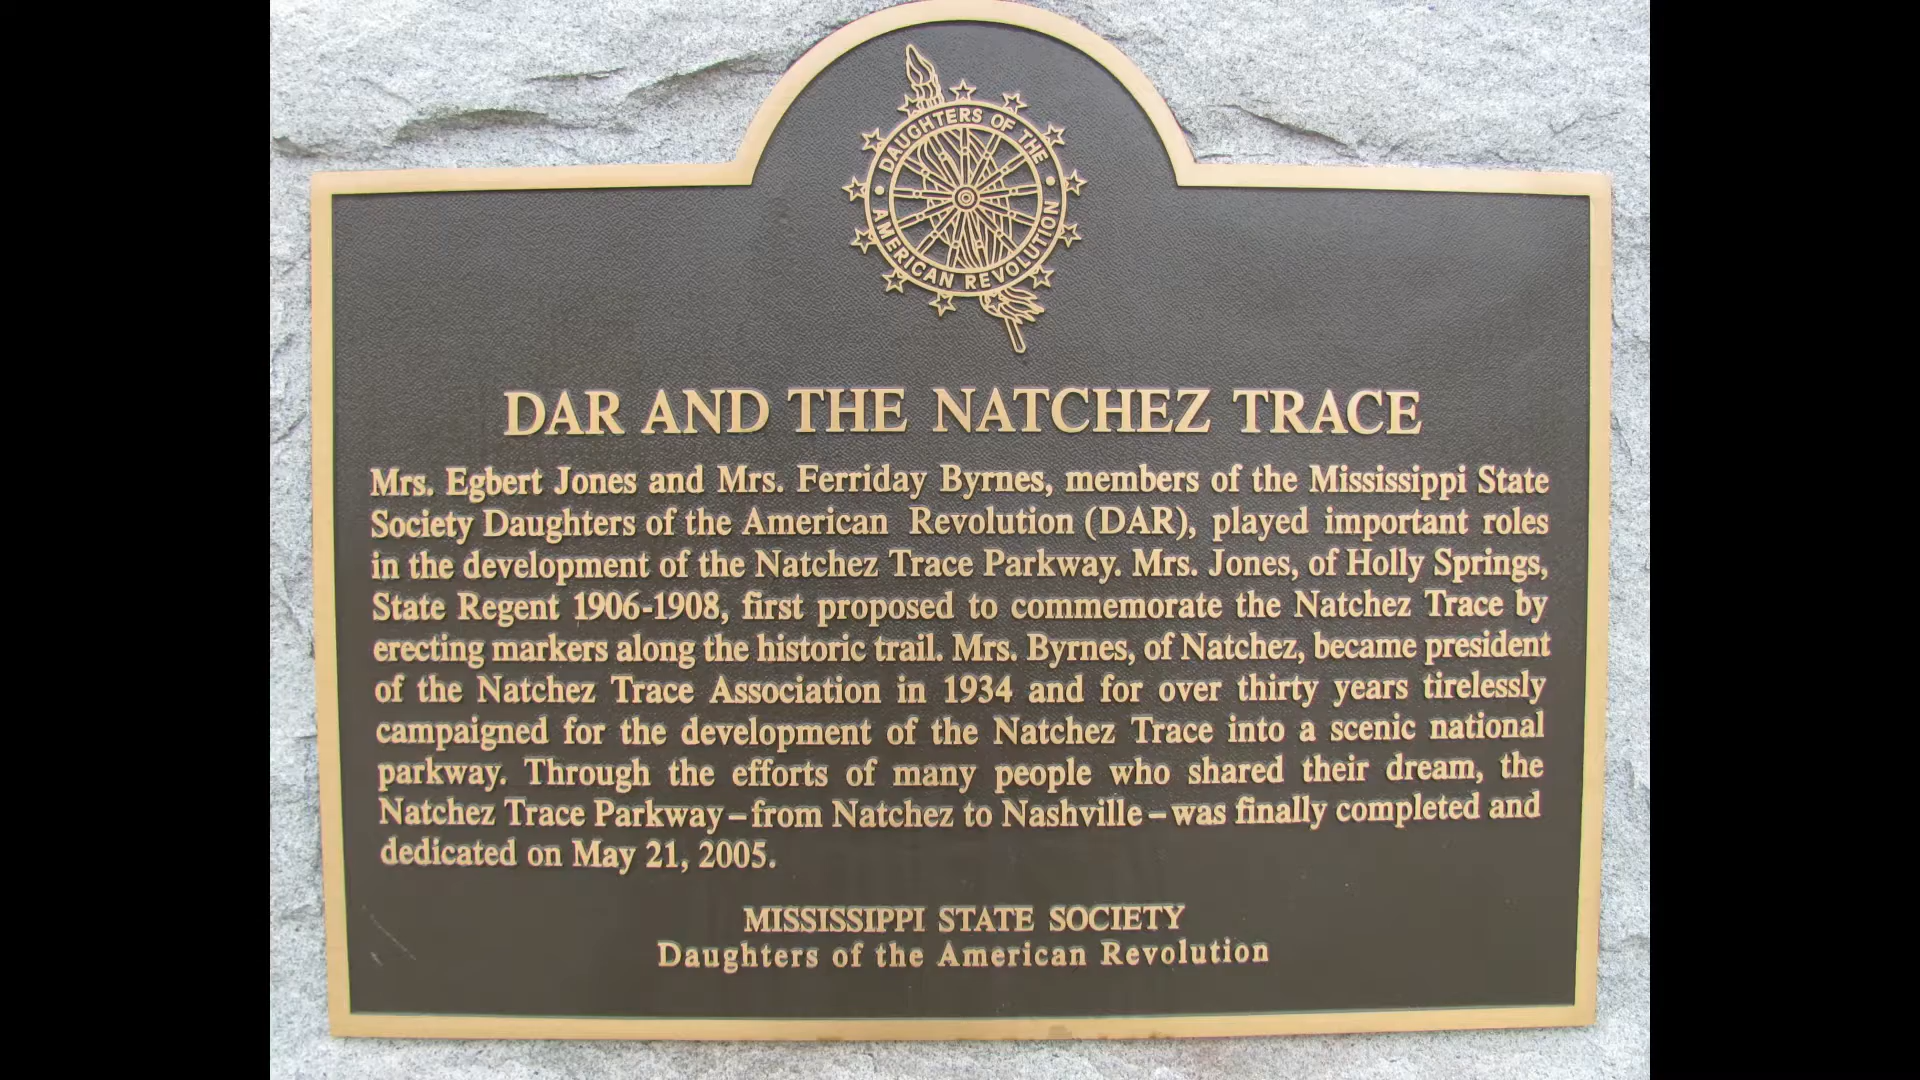 DAUGHTERS OF THE
AMERICAN REVOLUTION
DAR AND THE NATCHEZ TRACE
Mrs. Egbert Jones and Mrs. Ferriday Byrnes, members of the Mississippi State
Society Daughters of the American Revolution (DAR), played important roles
in the development of the Natchez Trace Parkway. Mrs. Jones, of Holly Springs,
State Regent 1906-1908, first proposed to commemorate the Natchez Trace by
erecting markers along the historic trail. Mrs. Byrnes, of Natchez, became president
of the Natchez Trace Association in 1934 and for over thirty years tirelessly
campaigned for the development of the Natchez Trace into a scenic national
parkway. Through the efforts of many people who shared their dream, the
Natchez Trace Parkway–from Natchez to Nashville–was finally completed and
dedicated on May 21, 2005.
MISSISSIPPI STATE SOCIETY
Daughters of the American Revolution